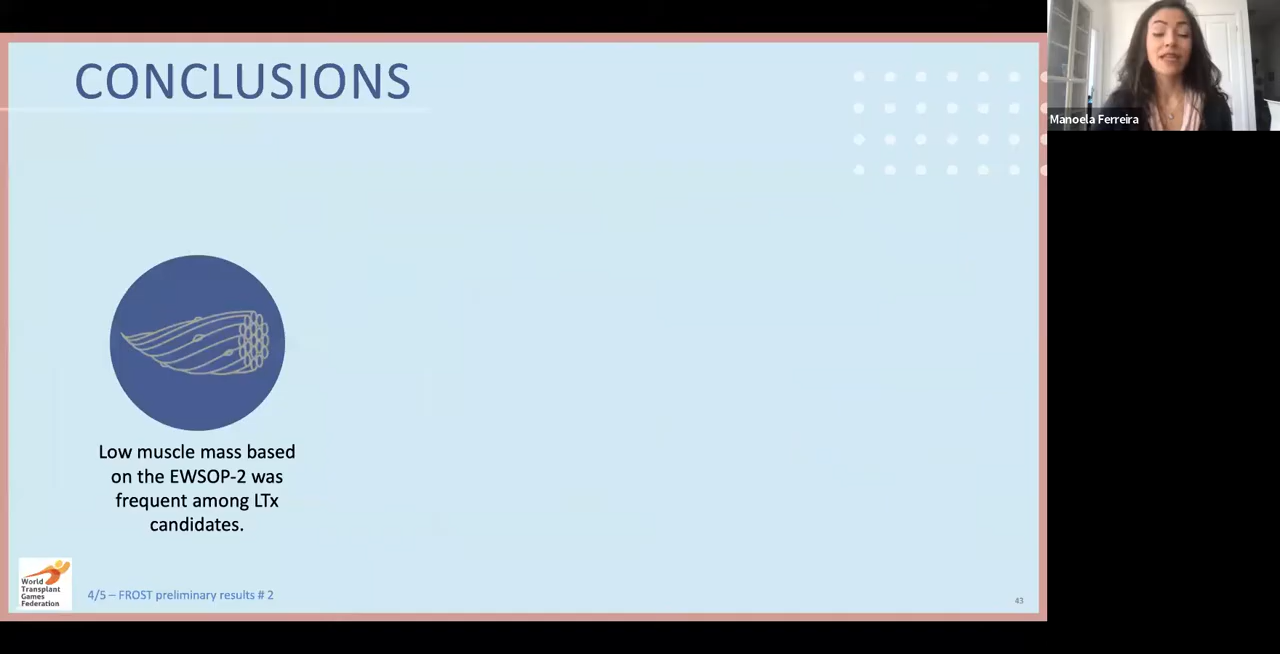 CONCLUSIONS
Manoela Ferreira
Low muscle mass based
on the EWSOP-2 was
frequent among LTx
candidates.
World
Transplant
Games
Federation
4/5 – FROST preliminary results # 2
43